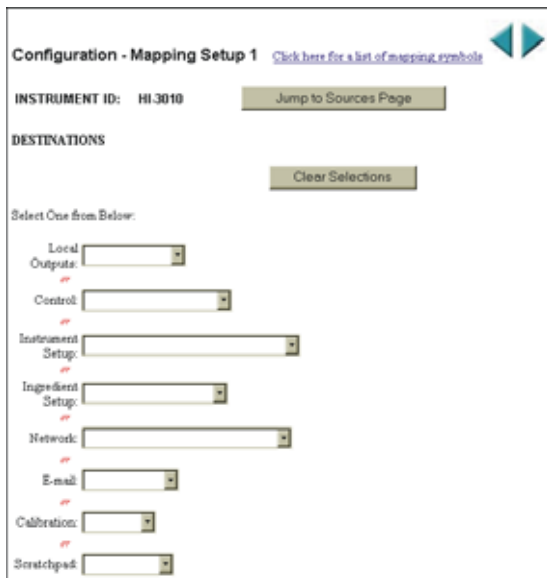 Configuration - Mapping Setup 1 Click here for a list of mapping symbols
INSTRUMENT ID: HI-3010 Jump to Sources Page
DESTINATIONS
Clear Selections
Select One from Below:
Local
Outputs:
or
Control:
or
Instrument
Setup:
or
Ingredient
Setup:
or
Network:
or
E-mail:
or
Calibration:
or
Scratchpad: